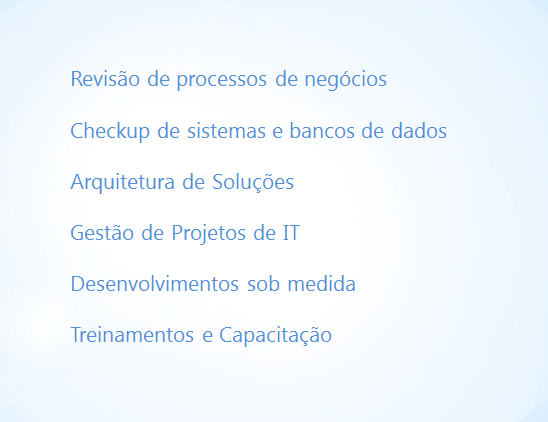 Revisão de processos de negócios
Checkup de sistemas e bancos de dados
Arquitetura de Soluções
Gestão de Projetos de IT
Desenvolvimentos sob medida
Treinamentos e Capacitação